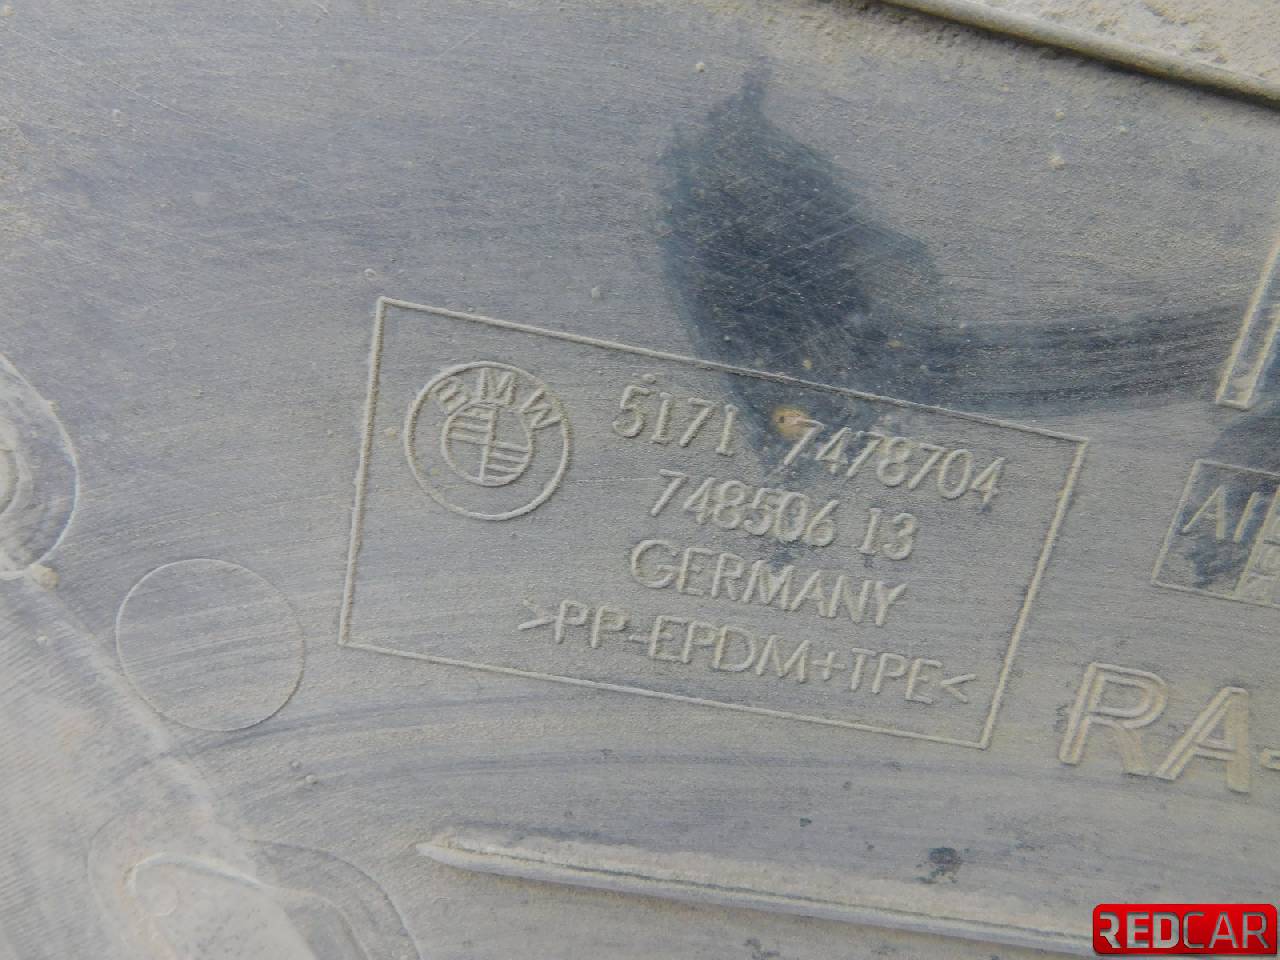 BMW
5171 7478704
748506 13
GERMANY
>PP-EPDM+TPE<
RA-
REDCAR